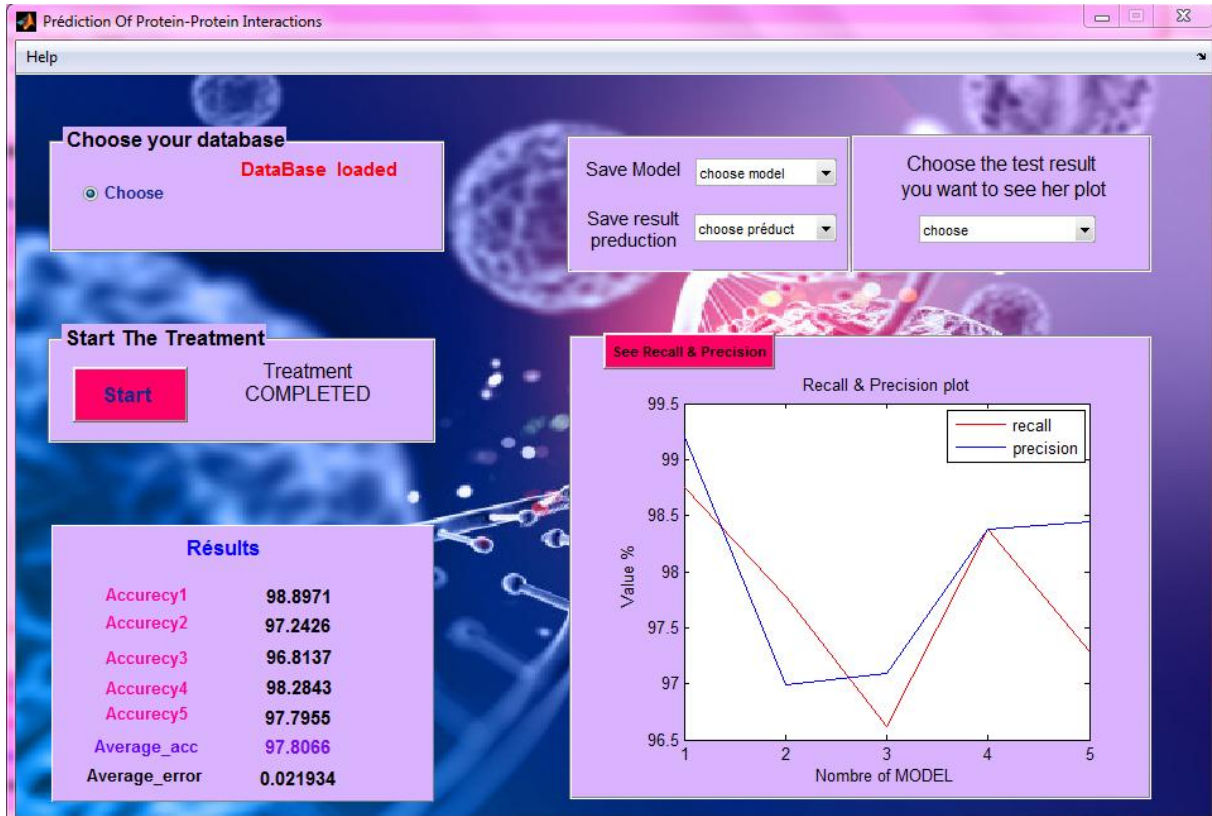 Prédiction Of Protein-Protein Interactions
Help
Choose your database
DataBase loaded
Choose
Save Model
choose model
Save result
preduction
choose préduct
Choose the test result
you want to see her plot
choose
Start The Treatment
Start
Treatment
COMPLETED
Résults
Accurecy1 98.8971
Accurecy2 97.2426
Accurecy3 96.8137
Accurecy4 98.2843
Accurecy5 97.7955
Average_acc 97.8066
Average_error 0.021934
See Recall & Precision
Recall & Precision plot
recall
precision
Value %
99.5
99
98.5
98
97.5
97
96.5
1 2 3 4 5
Nombre of MODEL